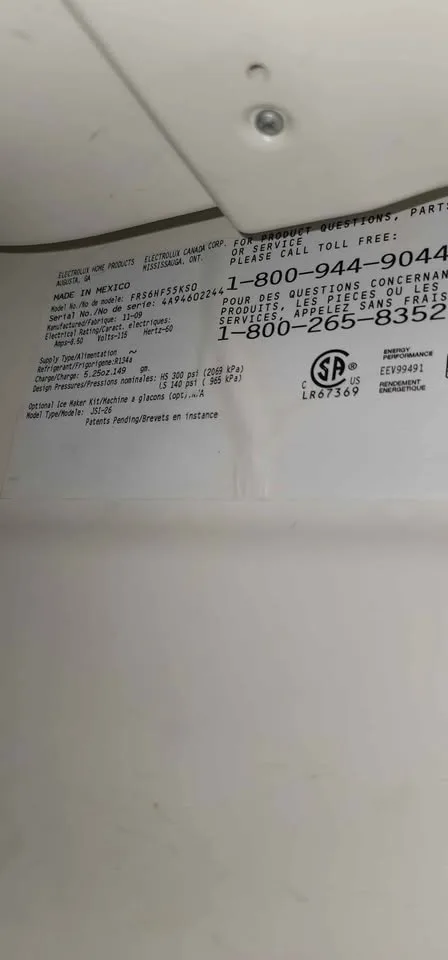 ELECTROLUX HOME PRODUCTS ELECTROLUX CANADA CORP.
AUGUSTA, GA MISSISSAUGA, ONT.
MADE IN MEXICO
Model No./No de modele: FRS6HF55KS0
Serial No./No de serie: 4A94602244
Manufactured/Fabrique: 11-09
Electrical Rating/Caract. electriques:
Amps-8.50 Volts-115 Hertz-60
Supply Type/Alimentation ~
Refrigerant/Frigorigene:R134a
Charge/Charge: 5.25oz.149 gm.
Design Pressures/Pressions nominales: HS 300 psi (2069 kPa)
LS 140 psi ( 965 kPa)
Optional Ice Maker Kit/Machine a glacons (opt).N/A
Model Type/Modele: JSI-26
Patents Pending/Brevets en instance
FOR PRODUCT QUESTIONS, PARTS
OR SERVICE
PLEASE CALL TOLL FREE:
1-800-944-9044
POUR DES QUESTIONS CONCERNAN
PRODUITS, LES PIECES OU LES
SERVICES, APPELEZ SANS FRAIS
1-800-265-8352
SA ®
C US
LR67369
ENERGY
PERFORMANCE
EEV99491
RENDEMENT
ENERGETIQUE